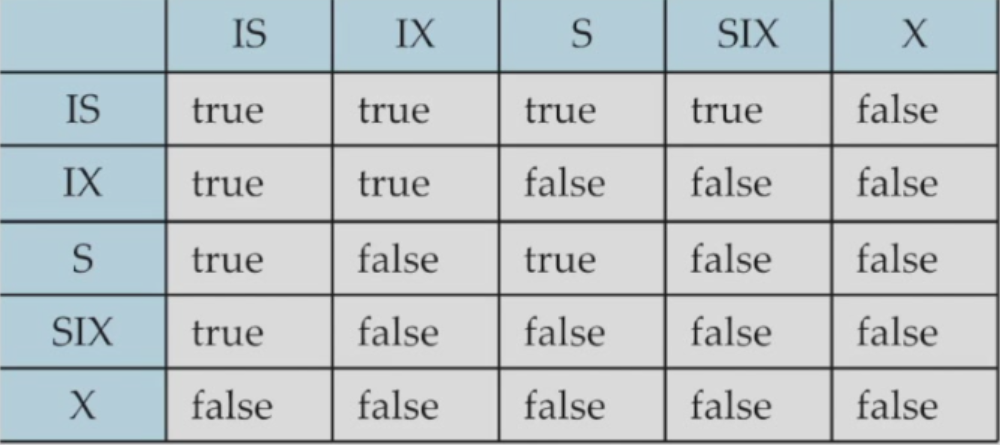 IS IX S SIX X
IS true true true true false
IX true true false false false
S true false true false false
SIX true false false false false
X false false false false false